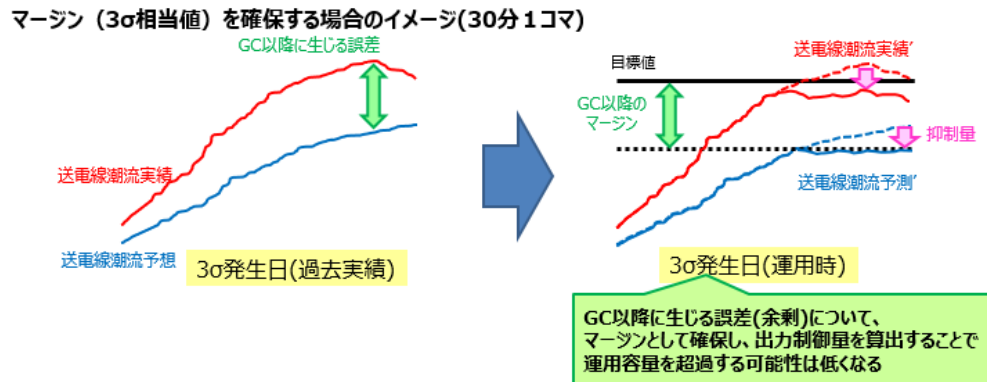 マージン（3σ相当値）を確保する場合のイメージ(30分１コマ)
GC以降に生じる誤差
送電線潮流実績
送電線潮流予想
3σ発生日(過去実績)
送電線潮流実績’
目標値
GC以降の
マージン
抑制量
送電線潮流予測’
3σ発生日(運用時)
GC以降に生じる誤差(余剰)について、
マージンとして確保し、出力制御量を算出することで
運用容量を超過する可能性は低くなる